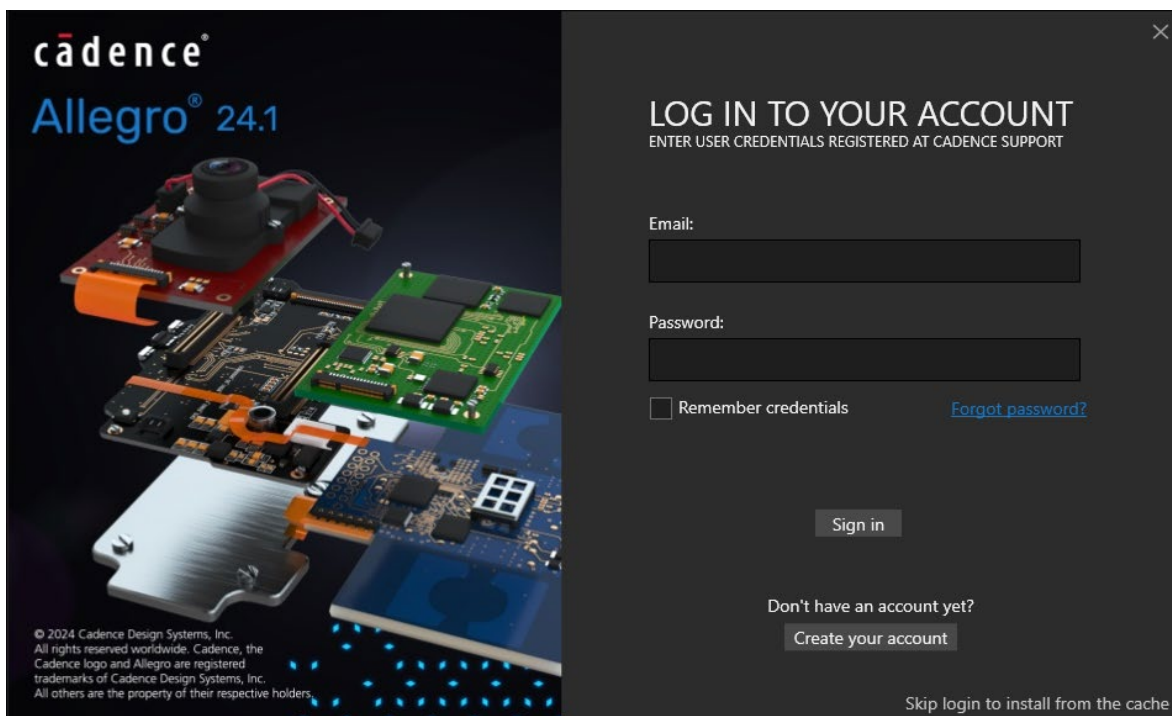 cādence®
Allegro® 24.1
© 2024 Cadence Design Systems, Inc.
All rights reserved worldwide. Cadence, the
Cadence logo and Allegro are registered
trademarks of Cadence Design Systems, Inc.
All others are the property of their respective holders.
LOG IN TO YOUR ACCOUNT
ENTER USER CREDENTIALS REGISTERED AT CADENCE SUPPORT
Email:
Password:
Remember credentials
Forgot password?
Sign in
Don't have an account yet?
Create your account
Skip login to install from the cache